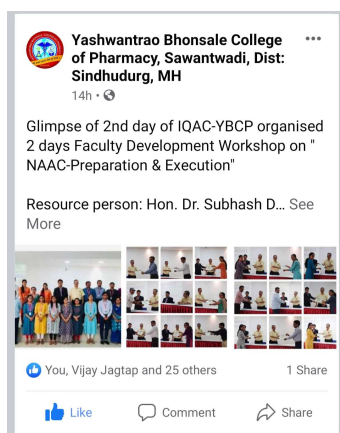 Yashwantrao Bhonsale College
of Pharmacy, Sawantwadi, Dist:
Sindhudurg, MH
14h •
Glimpse of 2nd day of IQAC-YBCP organised
2 days Faculty Development Workshop on "
NAAC-Preparation & Execution"
Resource person: Hon. Dr. Subhash D... See
More
You, Vijay Jagtap and 25 others 1 Share
Like Comment Share